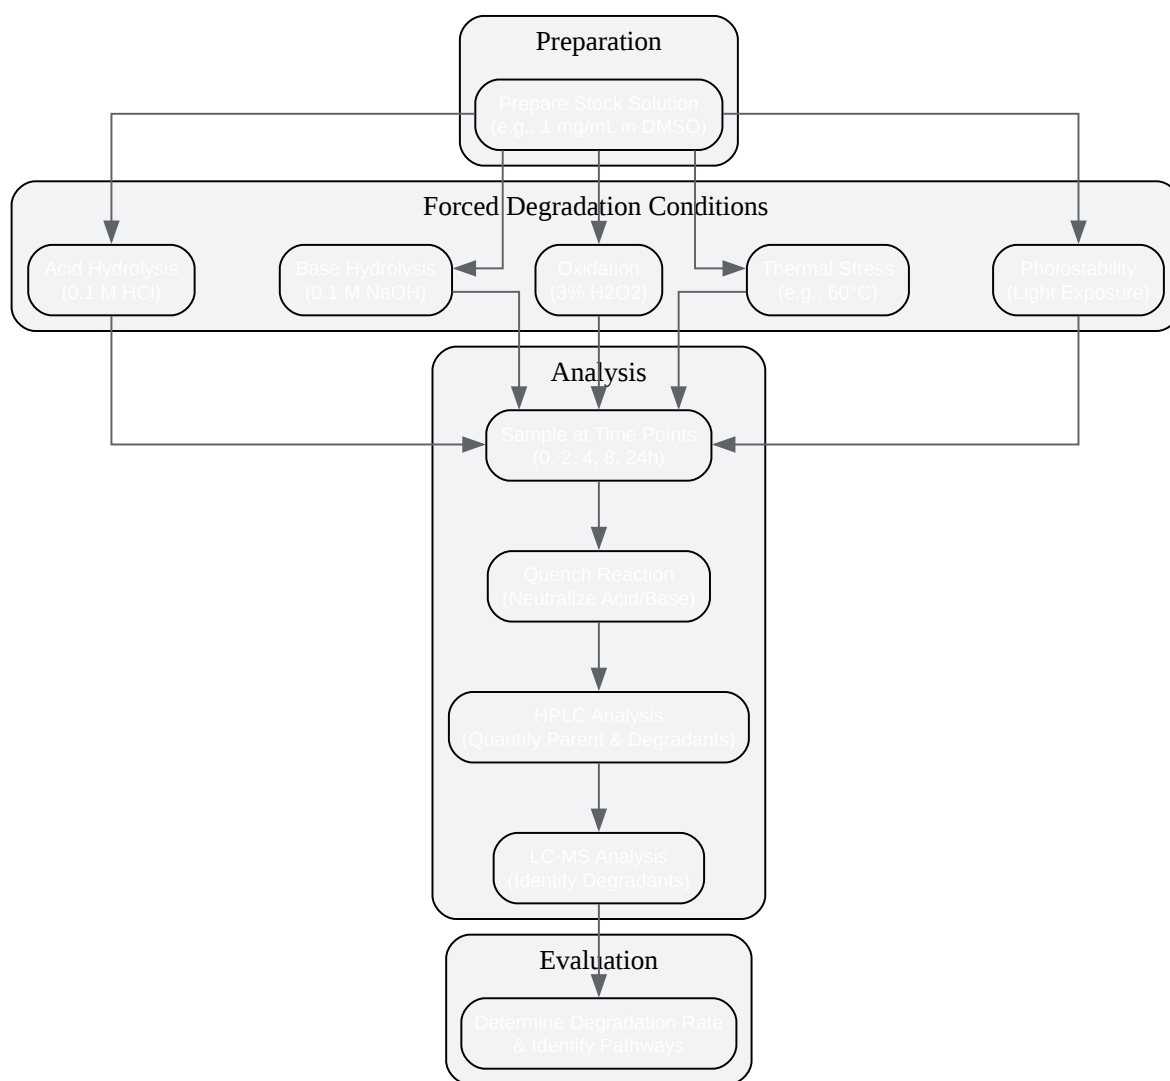 Preparation
Prepare Stock Solution
(e.g., 1 mg/mL in DMSO)
Forced Degradation Conditions
Acid Hydrolysis
(0.1 M HCl)
Base Hydrolysis
(0.1 M NaOH)
Oxidation
(3% H2O2)
Thermal Stress
(e.g., 60°C)
Photostability
(Light Exposure)
Analysis
Sample at Time Points
(0, 2, 4, 8, 24h)
Quench Reaction
(Neutralize Acid/Base)
HPLC Analysis
(Quantify Parent & Degradants)
LC-MS Analysis
(Identify Degradants)
Evaluation
Determine Degradation Rate
& Identify Pathways